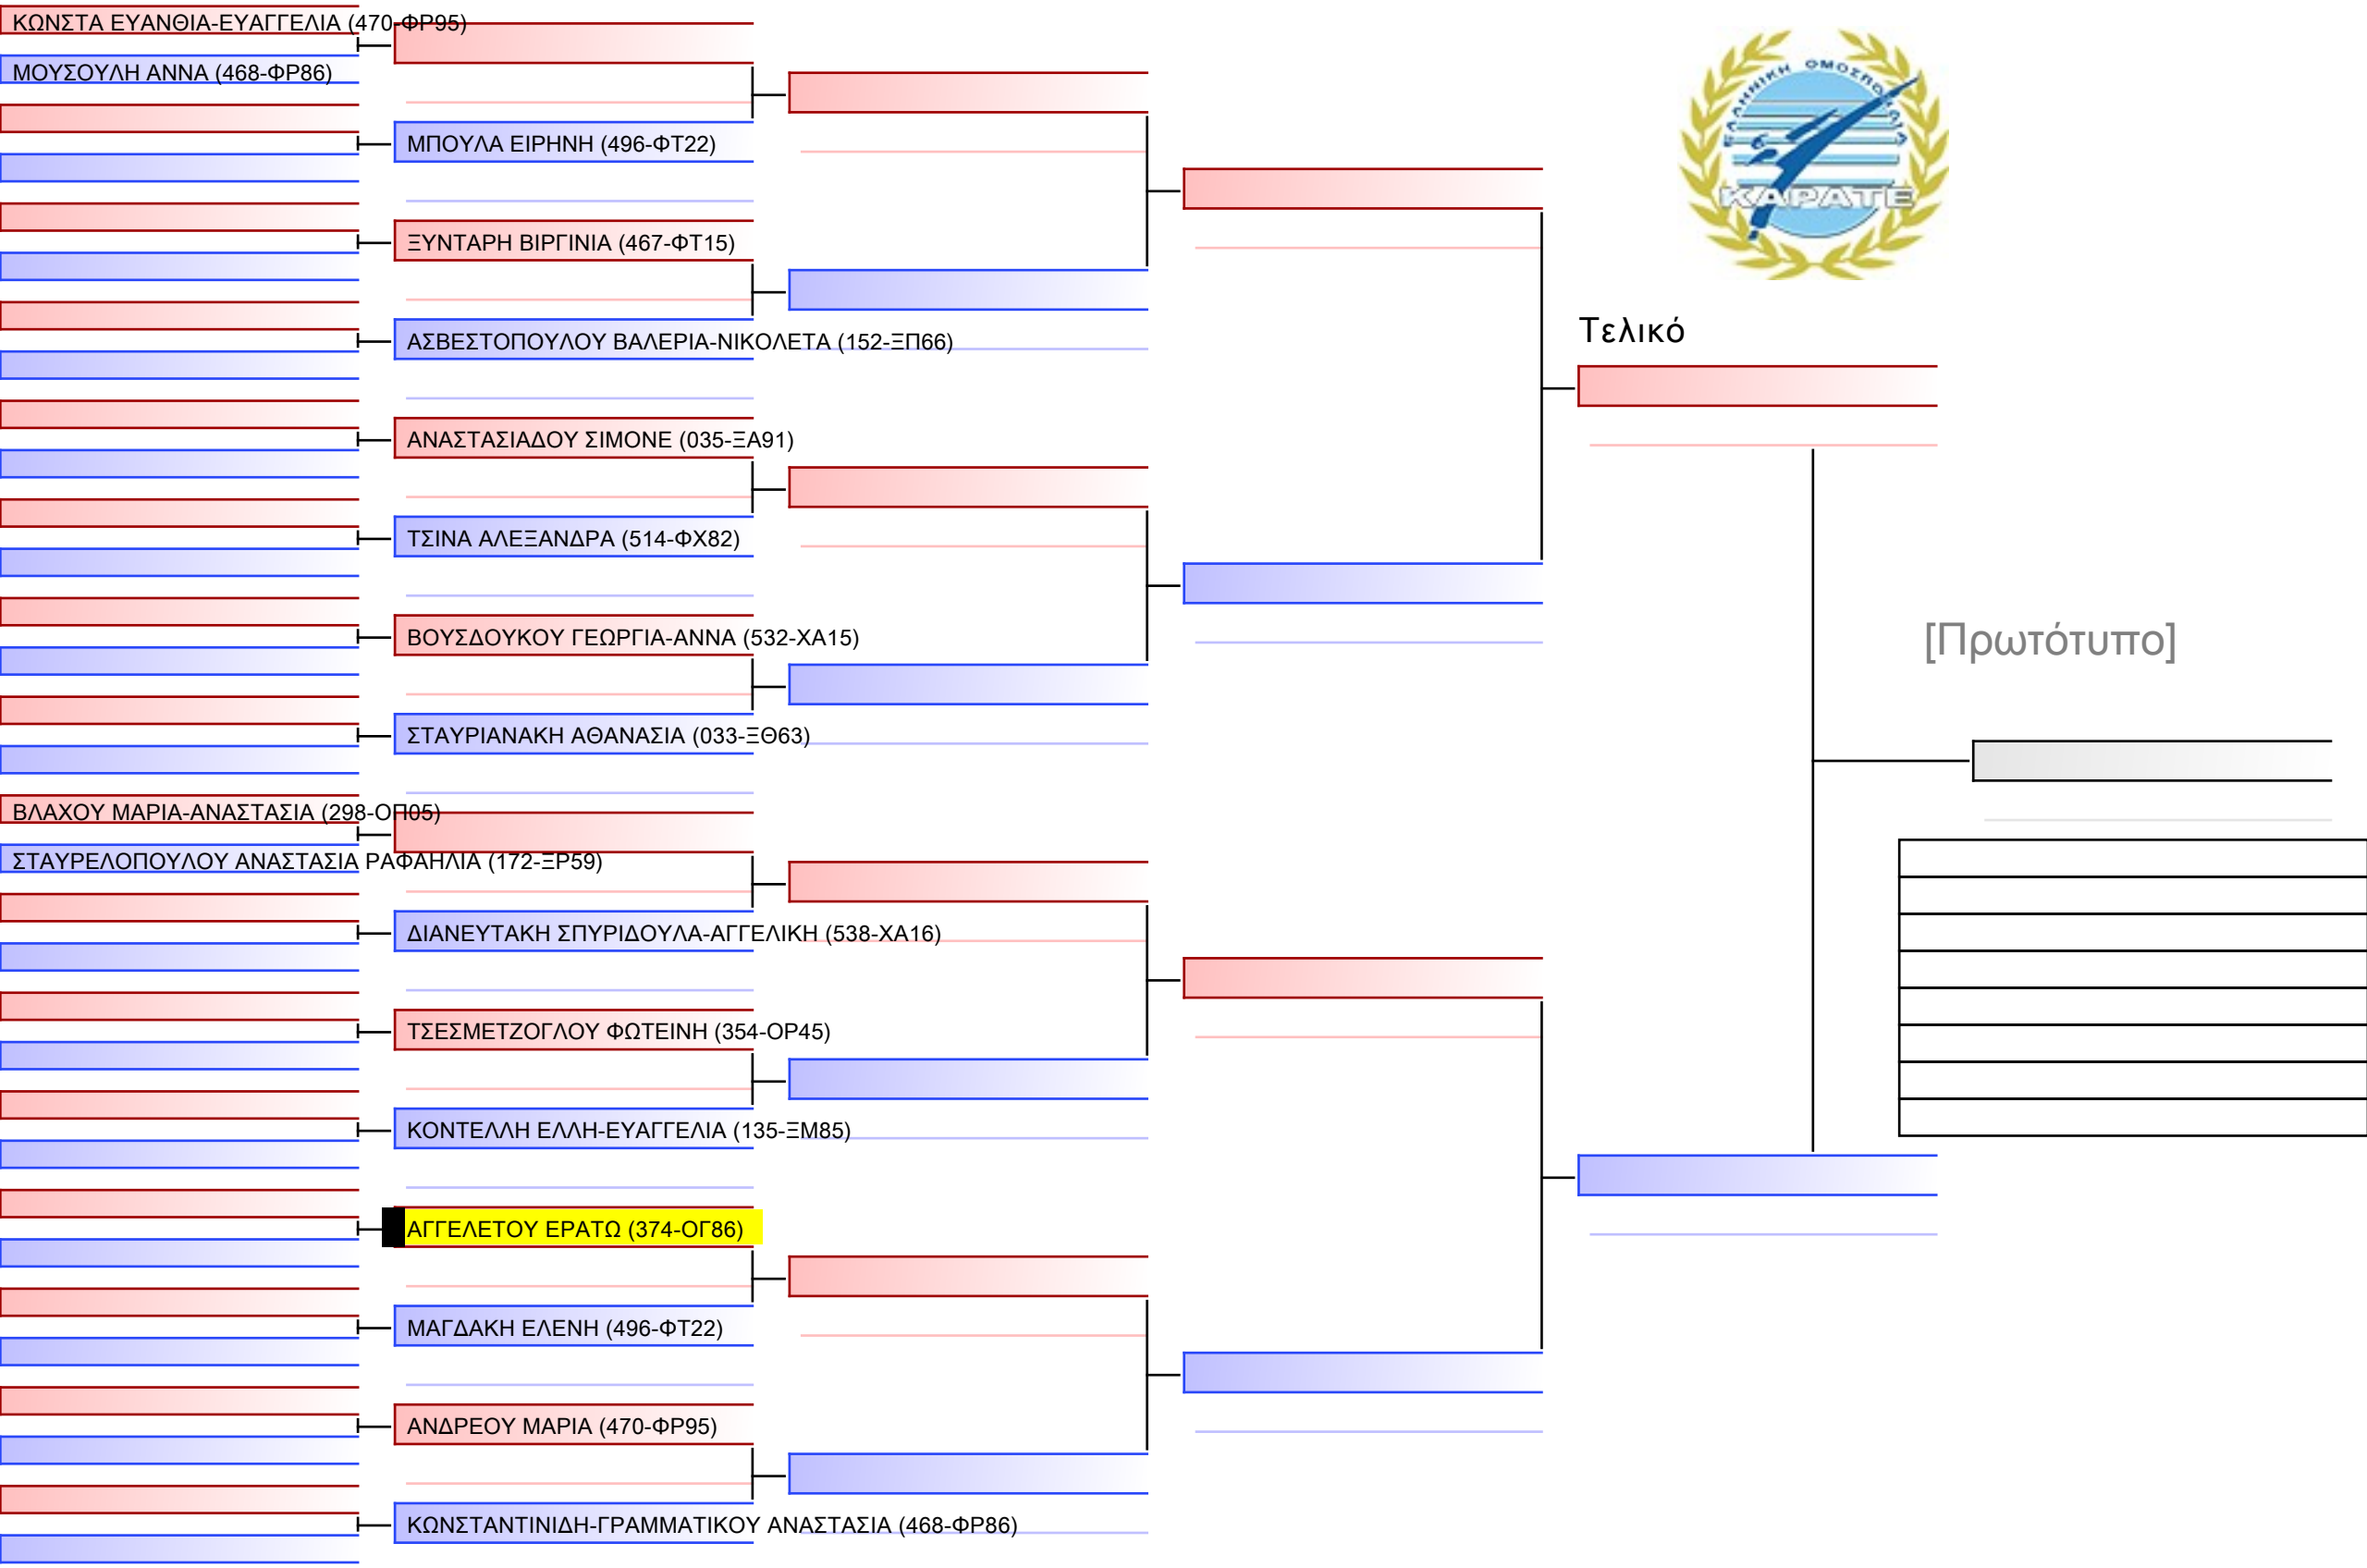 ΚΩΝΣΤΑ ΕΥΑΝΘΙΑ-ΕΥΑΓΓΕΛΙΑ (470-ΦΡ95)
ΜΟΥΣΟΥΛΗ ΑΝΝΑ (468-ΦΡ86)
ΜΠΟΥΛΑ ΕΙΡΗΝΗ (496-ΦΤ22)
ΞΥΝΤΑΡΗ ΒΙΡΓΙΝΙΑ (467-ΦΤ15)
ΑΣΒΕΣΤΟΠΟΥΛΟΥ ΒΑΛΕΡΙΑ-ΝΙΚΟΛΕΤΑ (152-ΞΠ66)
ΑΝΑΣΤΑΣΙΑΔΟΥ ΣΙΜΟΝΕ (035-ΞΑ91)
ΤΣΙΝΑ ΑΛΕΞΑΝΔΡΑ (514-ΦΧ82)
ΒΟΥΣΔΟΥΚΟΥ ΓΕΩΡΓΙΑ-ΑΝΝΑ (532-ΧΑ15)
ΣΤΑΥΡΙΑΝΑΚΗ ΑΘΑΝΑΣΙΑ (033-ΞΘ63)
ΒΛΑΧΟΥ ΜΑΡΙΑ-ΑΝΑΣΤΑΣΙΑ (298-ΟΠ05)
ΣΤΑΥΡΕΛΟΠΟΥΛΟΥ ΑΝΑΣΤΑΣΙΑ ΡΑΦΑΗΛΙΑ (172-ΞΡ59)
ΔΙΑΝΕΥΤΑΚΗ ΣΠΥΡΙΔΟΥΛΑ-ΑΓΓΕΛΙΚΗ (538-ΧΑ16)
ΤΣΕΣΜΕΤΖΟΓΛΟΥ ΦΩΤΕΙΝΗ (354-ΟΡ45)
ΚΟΝΤΕΛΛΗ ΕΛΛΗ-ΕΥΑΓΓΕΛΙΑ (135-ΞΜ85)
ΑΓΓΕΛΕΤΟΥ ΕΡΑΤΩ (374-ΟΓ86)
ΜΑΓΔΑΚΗ ΕΛΕΝΗ (496-ΦΤ22)
ΑΝΔΡΕΟΥ ΜΑΡΙΑ (470-ΦΡ95)
ΚΩΝΣΤΑΝΤΙΝΙΔΗ-ΓΡΑΜΜΑΤΙΚΟΥ ΑΝΑΣΤΑΣΙΑ (468-ΦΡ86)
ΕΛΛΗΝΙΚΗ ΟΜΟΣΠΟΝΔΙΑ
ΚΑΡΑΤΕ
Τελικό
[Πρωτότυπο]